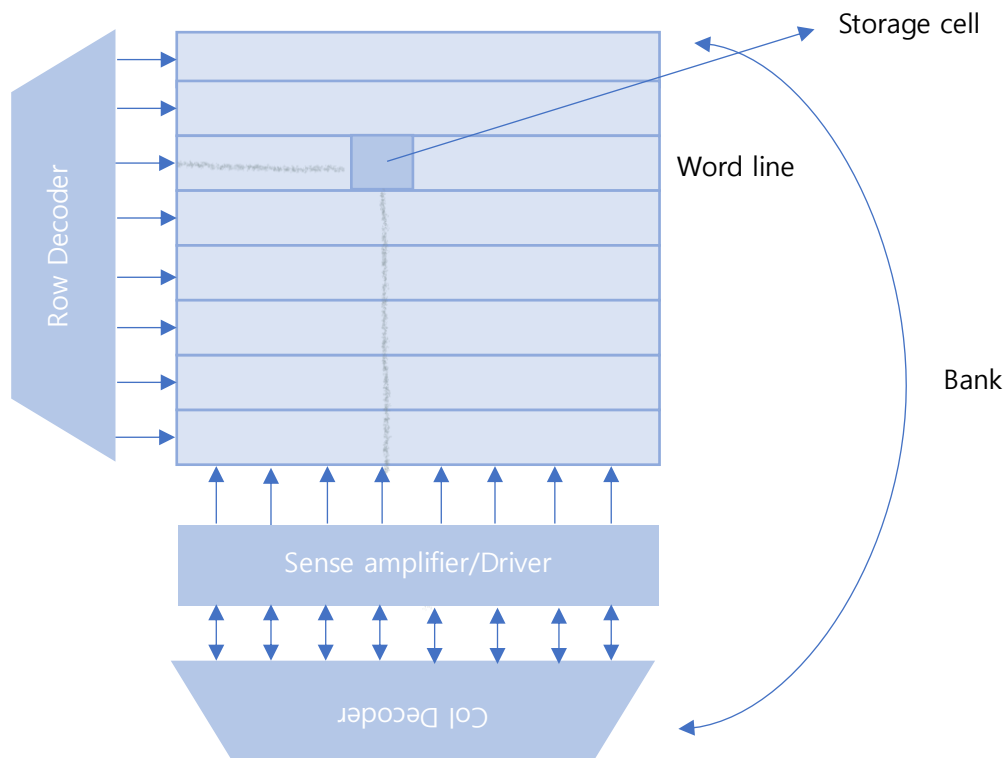 Storage cell
Word line
Row Decoder
Bank
Sense amplifier/Driver
Col Decoder